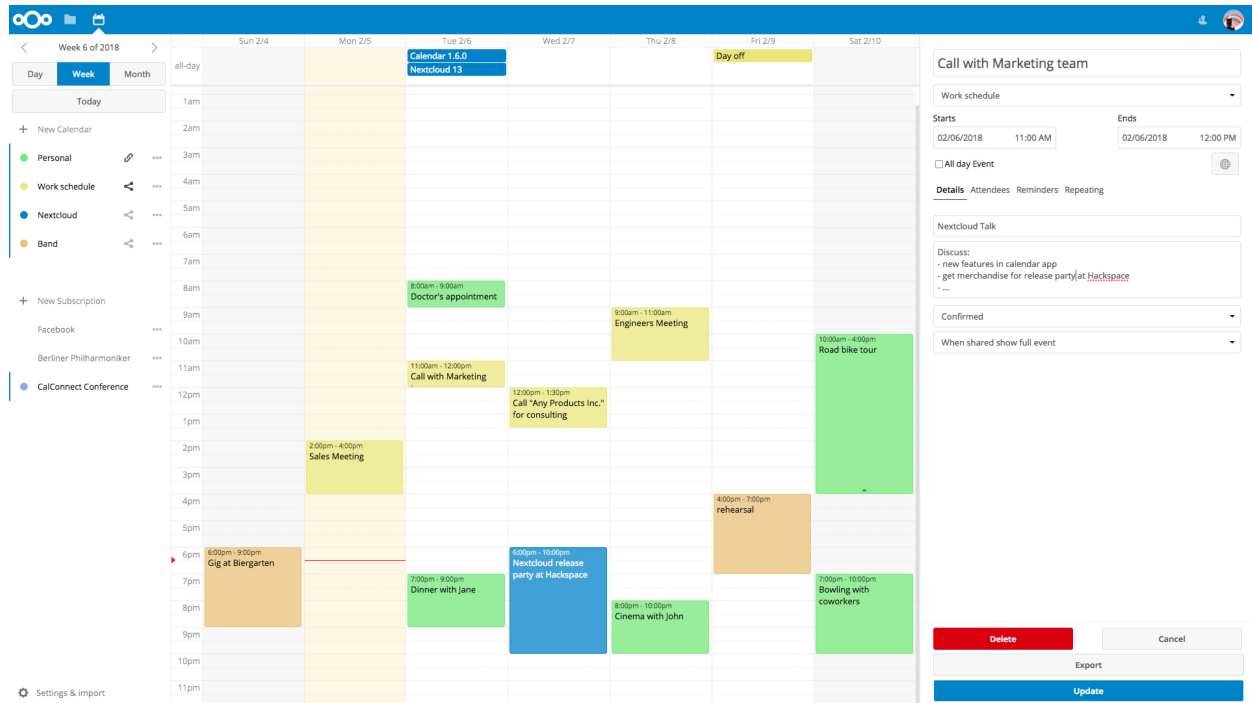 Week 6 of 2018
Day Week Month
Today
+ New Calendar
Personal
Work schedule
Nextcloud
Band
+ New Subscription
Facebook
Berliner Philharmoniker
CalConnect Conference
Settings & import
Sun 2/4 Mon 2/5 Tue 2/6 Wed 2/7 Thu 2/8 Fri 2/9 Sat 2/10
all-day
Calendar 1.6.0
Nextcloud 13
Day off
1am
2am
3am
4am
5am
6am
7am
8am
9am
10am
11am
12pm
1pm
2pm
3pm
4pm
5pm
6pm
7pm
8pm
9pm
10pm
11pm
6:00pm - 9:00pm
Gig at Biergarten
2:00pm - 4:00pm
Sales Meeting
8:00am - 9:00am
Doctor's appointment
11:00am - 12:00pm
Call with Marketing
7:00pm - 9:00pm
Dinner with Jane
12:00pm - 1:30pm
Call "Any Products Inc."
for consulting
6:00pm - 10:00pm
Nextcloud release
party at Hackspace
9:00am - 11:00am
Engineers Meeting
8:00pm - 10:00pm
Cinema with John
4:00pm - 7:00pm
rehearsal
10:00am - 4:00pm
Road bike tour
7:00pm - 10:00pm
Bowling with
coworkers
Call with Marketing team
Work schedule
Starts Ends
02/06/2018 11:00 AM 02/06/2018 12:00 PM
All day Event
Details Attendees Reminders Repeating
Nextcloud Talk
Discuss:
- new features in calendar app
- get merchandise for release party at Hackspace
- ...
Confirmed
When shared show full event
Delete Cancel
Export
Update